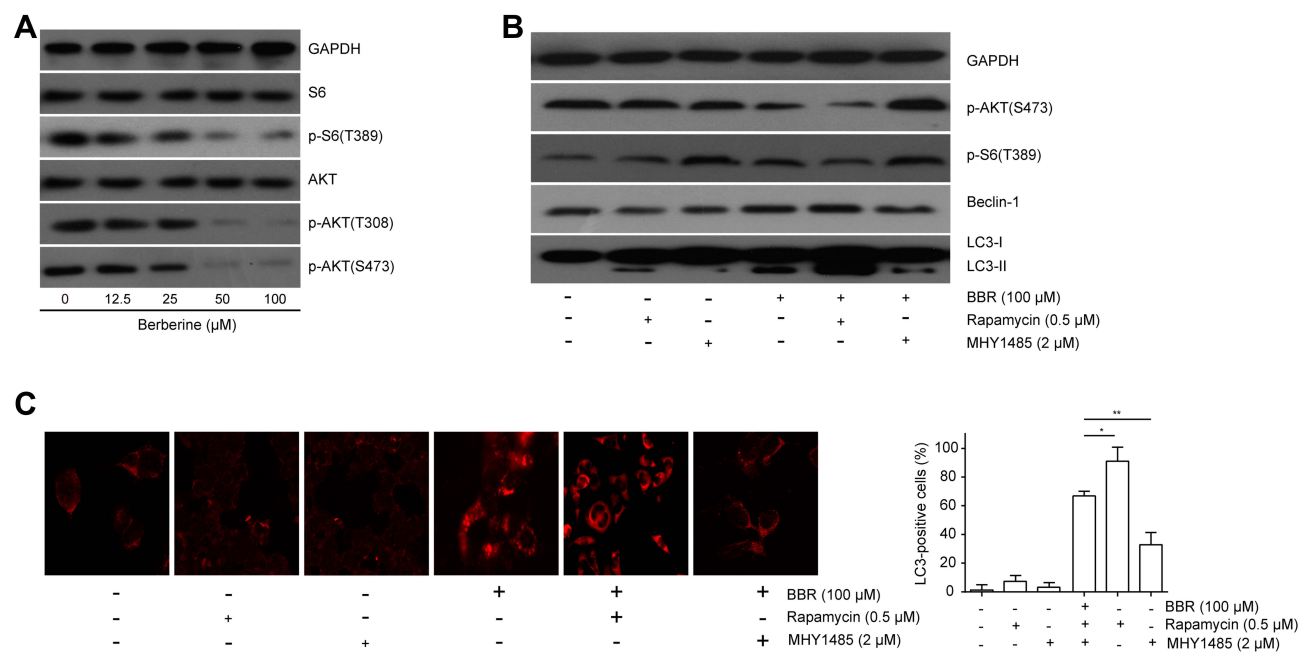 A
GAPDH
S6
p-S6(T389)
AKT
p-AKT(T308)
p-AKT(S473)
0 12.5 25 50 100
Berberine (µM)
B
GAPDH
p-AKT(S473)
p-S6(T389)
Beclin-1
LC3-I
LC3-II
- - - + + + BBR (100 µM)
- + - - + - Rapamycin (0.5 µM)
- - + - - + MHY1485 (2 µM)
C
- - - + + + BBR (100 µM)
- + - - + - Rapamycin (0.5 µM)
- - + - - + MHY1485 (2 µM)
LC3-positive cells (%)
100
80
60
40
20
0
**
*
- - - + - - BBR (100 µM)
- + - + + - Rapamycin (0.5 µM)
- - + + - + MHY1485 (2 µM)